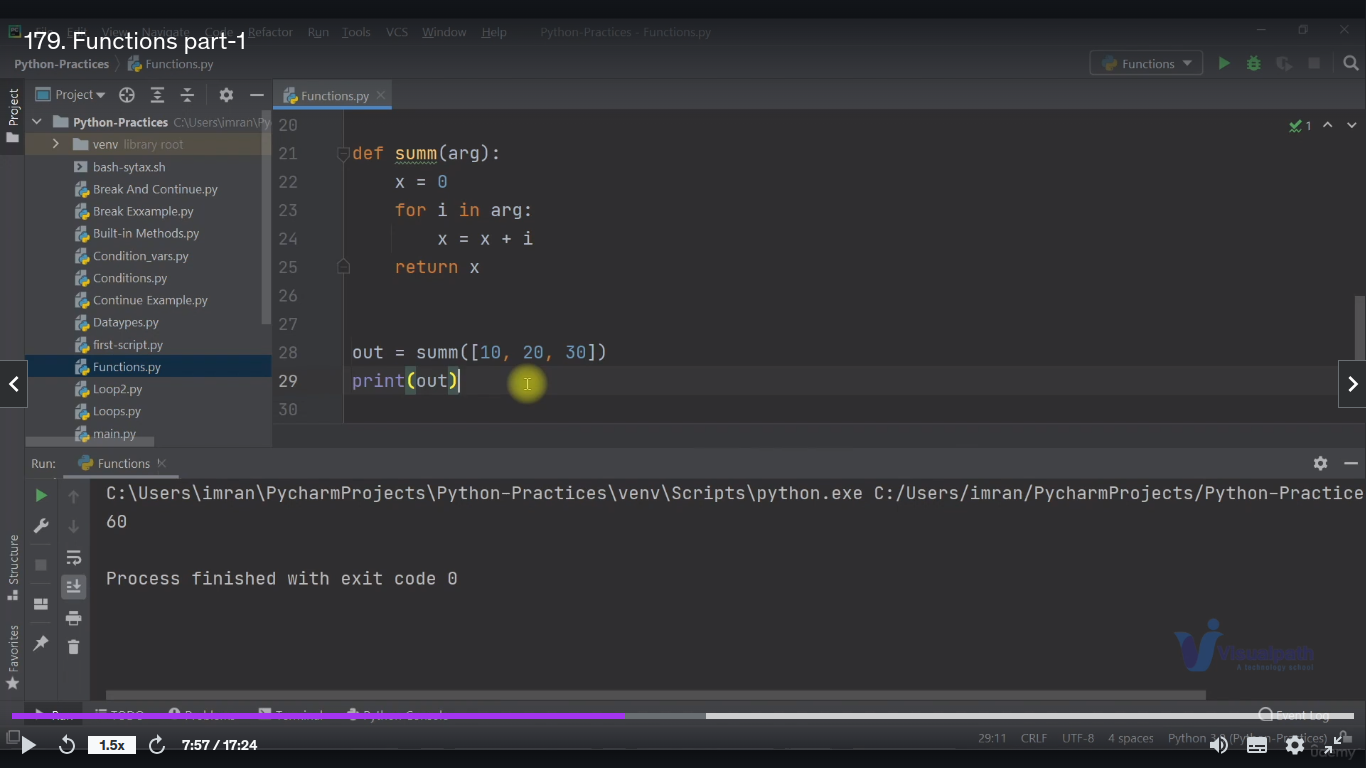 179. Functions part-1
View Navigate Code Refactor Run Tools VCS Window Help Python-Practices - Functions.py
Python-Practices Functions.py
Functions
Project
Project
Functions.py
Python-Practices C:\Users\imran\Py
venv library root
bash-sytax.sh
Break And Continue.py
Break Exxample.py
Built-in Methods.py
Condition_vars.py
Conditions.py
Continue Example.py
Dataypes.py
first-script.py
Functions.py
Loop2.py
Loops.py
main.py
1
20
21 def summ(arg):
22 x = 0
23 for i in arg:
24 x = x + i
25 return x
26
27
28 out = summ([10, 20, 30])
29 print(out)
30
Run: Functions
C:\Users\imran\PycharmProjects\Python-Practices\venv\Scripts\python.exe C:/Users/imran/PycharmProjects/Python-Practice
60
Process finished with exit code 0
Structure
Favorites
Visualpath
A technology school
Run TODO Problems Terminal Python Console Event Log
29:11 CRLF UTF-8 4 spaces
1.5x 7:57 / 17:24
udemy